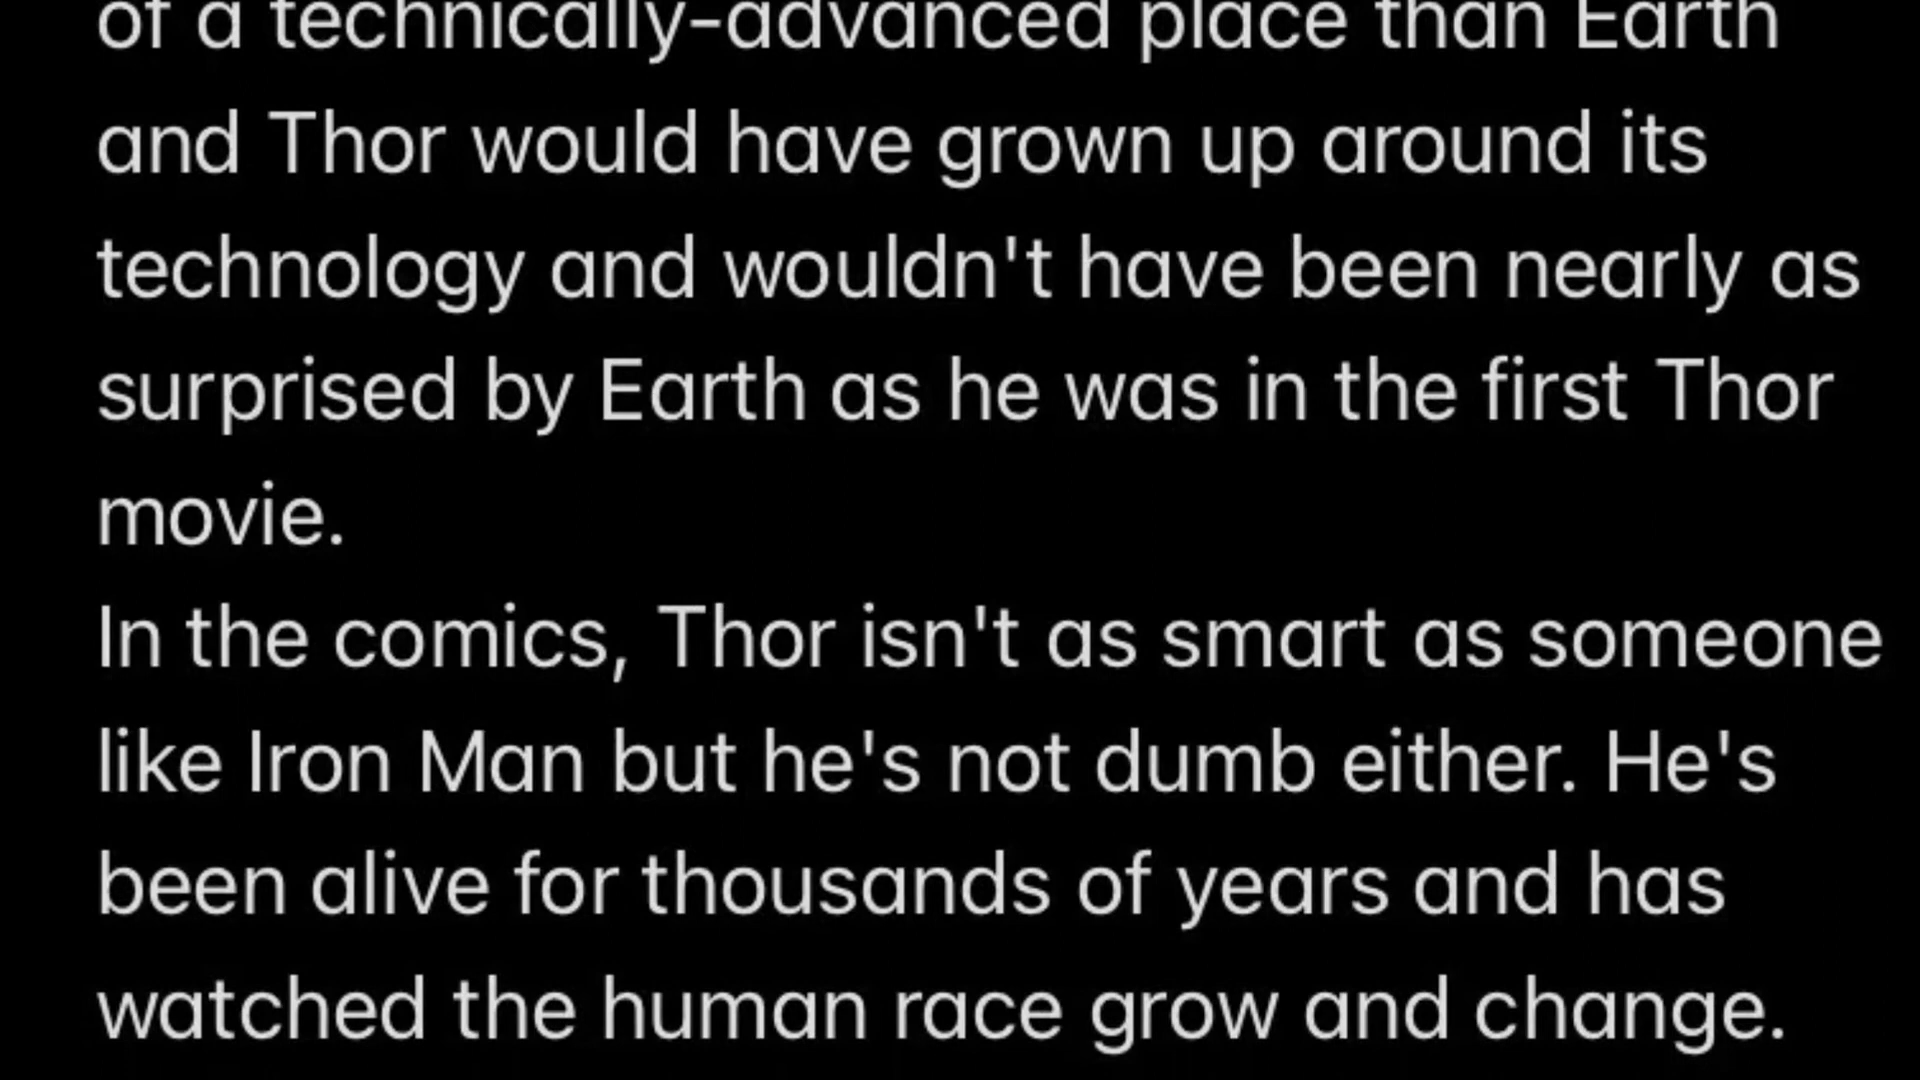 of a technically-advanced place than Earth
and Thor would have grown up around its
technology and wouldn't have been nearly as
surprised by Earth as he was in the first Thor
movie.
In the comics, Thor isn't as smart as someone
like Iron Man but he's not dumb either. He's
been alive for thousands of years and has
watched the human race grow and change.